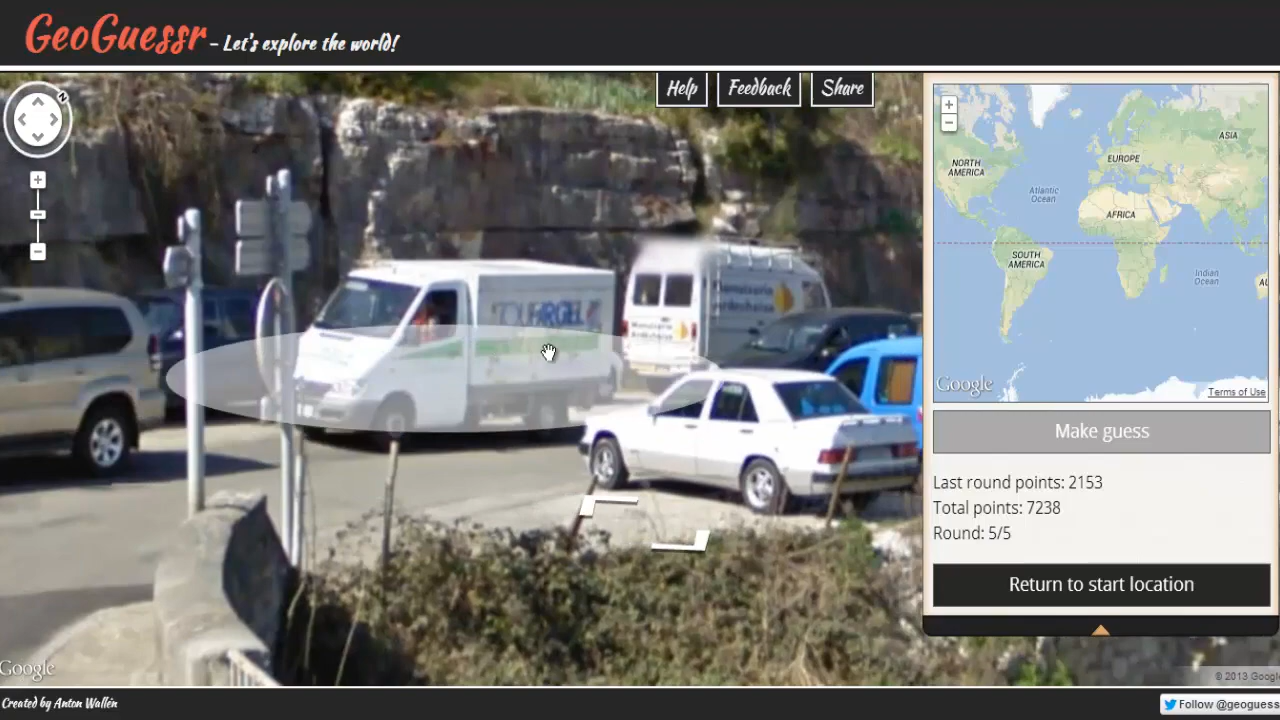 GeoGuessr - Let's explore the world!
Help
Feedback
Share
N
TOUPARGEL
NORTH AMERICA
Atlantic Ocean
EUROPE
ASIA
AFRICA
SOUTH AMERICA
Indian Ocean
AU
Google
Terms of Use
Make guess
Last round points: 2153
Total points: 7238
Round: 5/5
Return to start location
Google
© 2013 Google
Created by Anton Wallén
Follow @geoguess